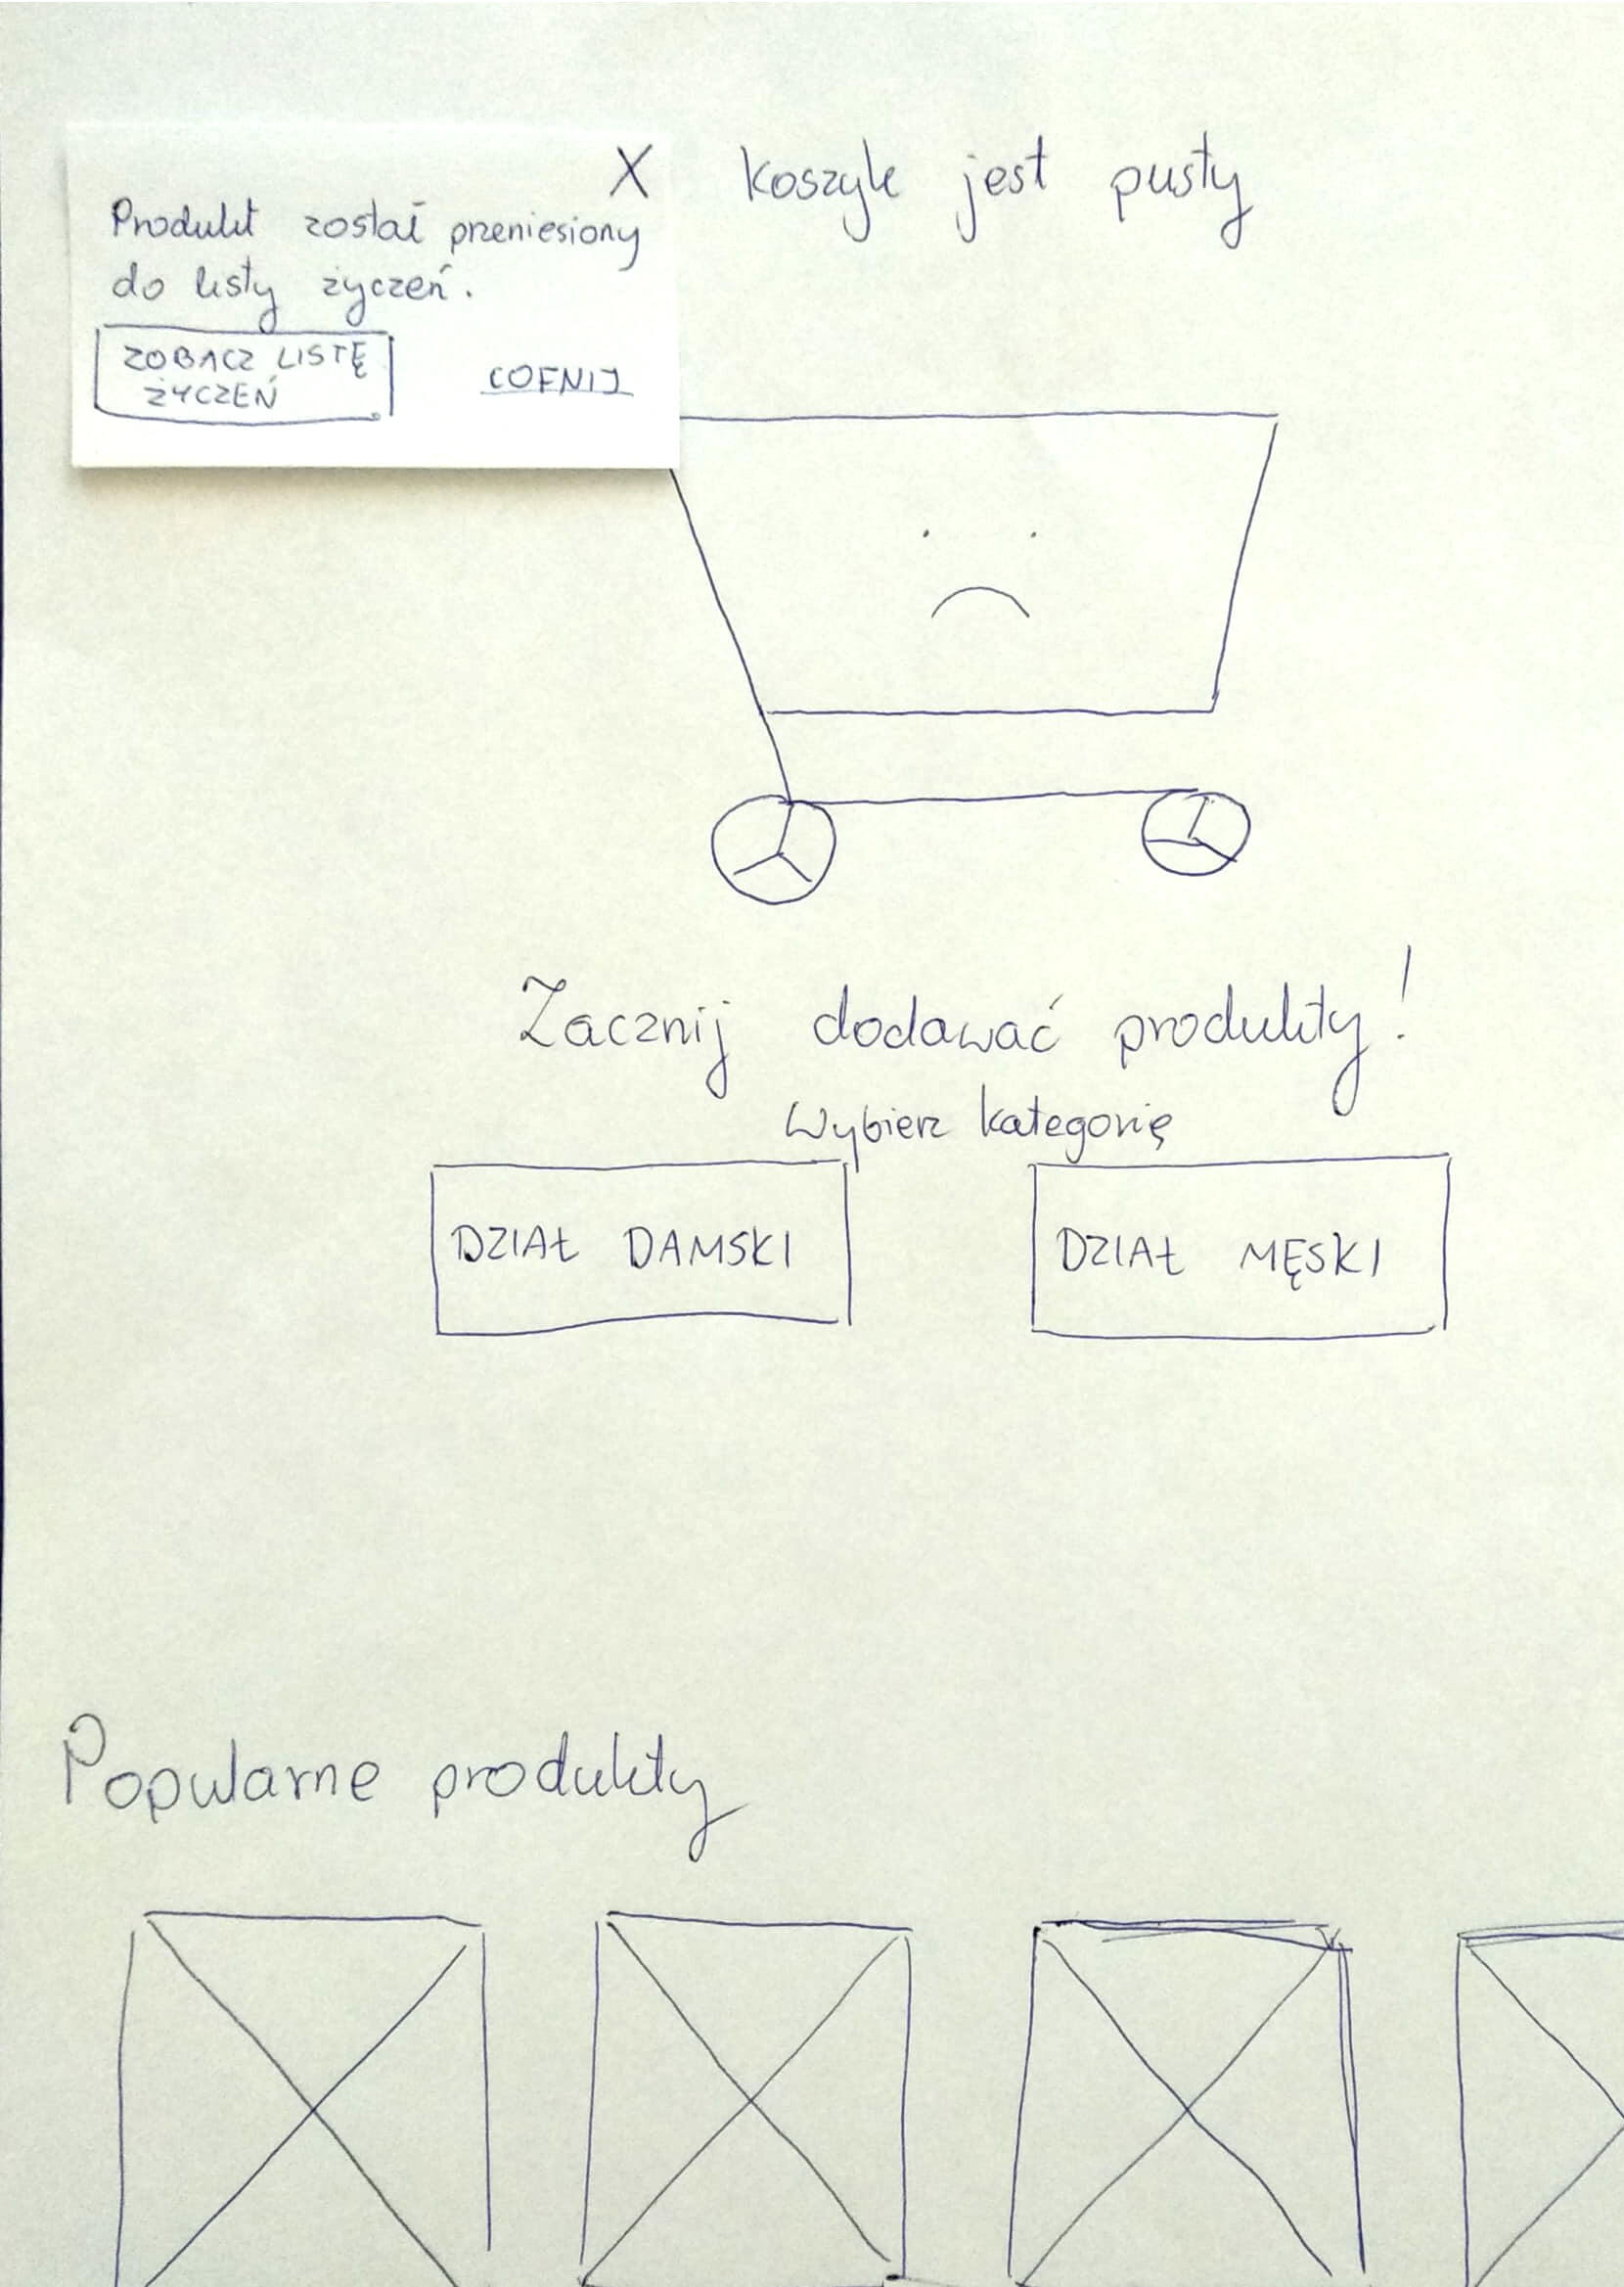 X
Produkt został przeniesiony
do listy życzeń.
ZOBACZ LISTĘ
ŻYCZEŃ
COFNIJ
koszyk jest pusty
Zacznij dodawać produkty!
Wybierz kategorię
DZIAŁ DAMSKI
DZIAŁ MĘSKI
Popularne produkty